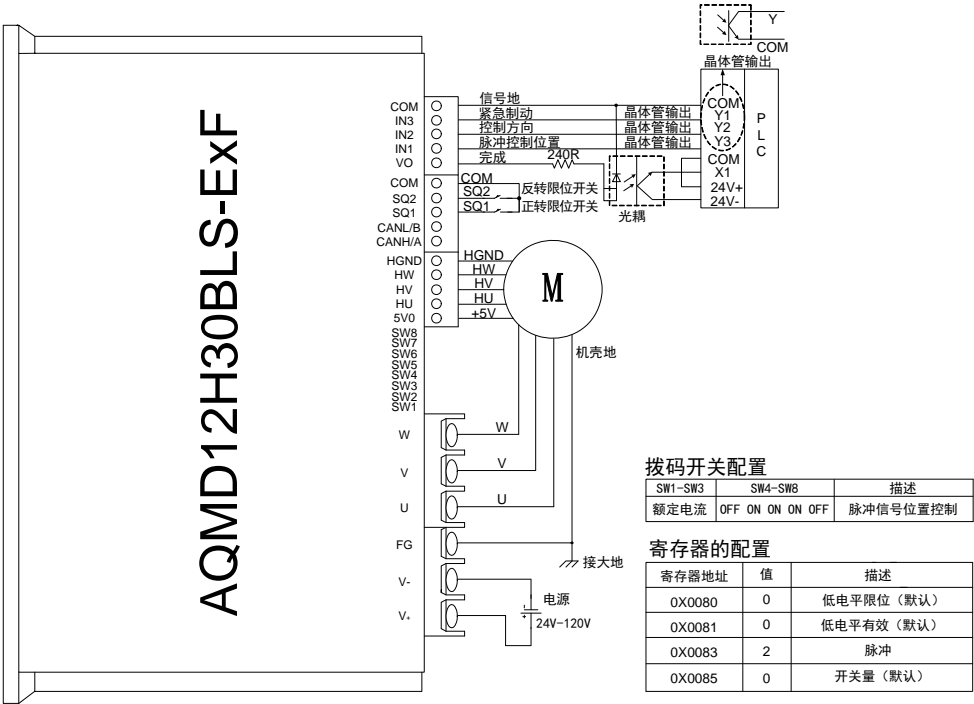 Y
COM
晶体管输出
AQMD12H30BLS-ExF
COM
IN3
IN2
IN1
VO
COM
SQ2
SQ1
CANL/B
CANH/A
HGND
HW
HV
HU
5V0
SW8
SW7
SW6
SW5
SW4
SW3
SW2
SW1
W
V
U
FG
V-
V+
信号地
紧急制动 晶体管输出
控制方向 晶体管输出
脉冲控制位置 晶体管输出
完成 240R
COM
SQ2 反转限位开关
SQ1 正转限位开关
光耦
COM
Y1
Y2
Y3
COM
X1
24V+
24V-
PLC
HGND
HW
HV
HU
+5V
M
机壳地
W
V
U
接大地
电源
24V-120V
拨码开关配置
SW1-SW3 SW4-SW8 描述
额定电流 OFF ON ON ON OFF 脉冲信号位置控制
寄存器的配置
寄存器地址 值 描述
0X0080 0 低电平限位（默认）
0X0081 0 低电平有效（默认）
0X0083 2 脉冲
0X0085 0 开关量（默认）